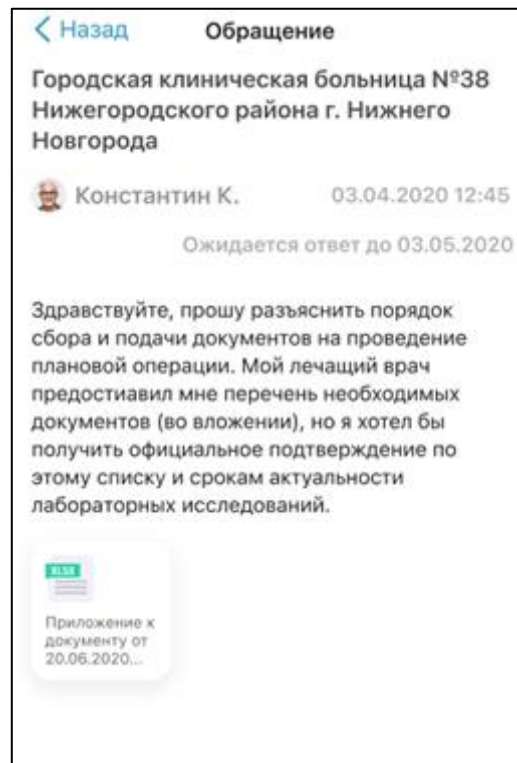 Назад Обращение
Городская клиническая больница №38
Нижегородского района г. Нижнего
Новгорода
Константин К. 03.04.2020 12:45
Ожидается ответ до 03.05.2020
Здравствуйте, прошу разъяснить порядок
сбора и подачи документов на проведение
плановой операции. Мой лечащий врач
предостиавил мне перечень необходимых
документов (во вложении), но я хотел бы
получить официальное подтверждение по
этому списку и срокам актуальности
лабораторных исследований.
XLSX
Приложение к
документу от
20.06.2020...